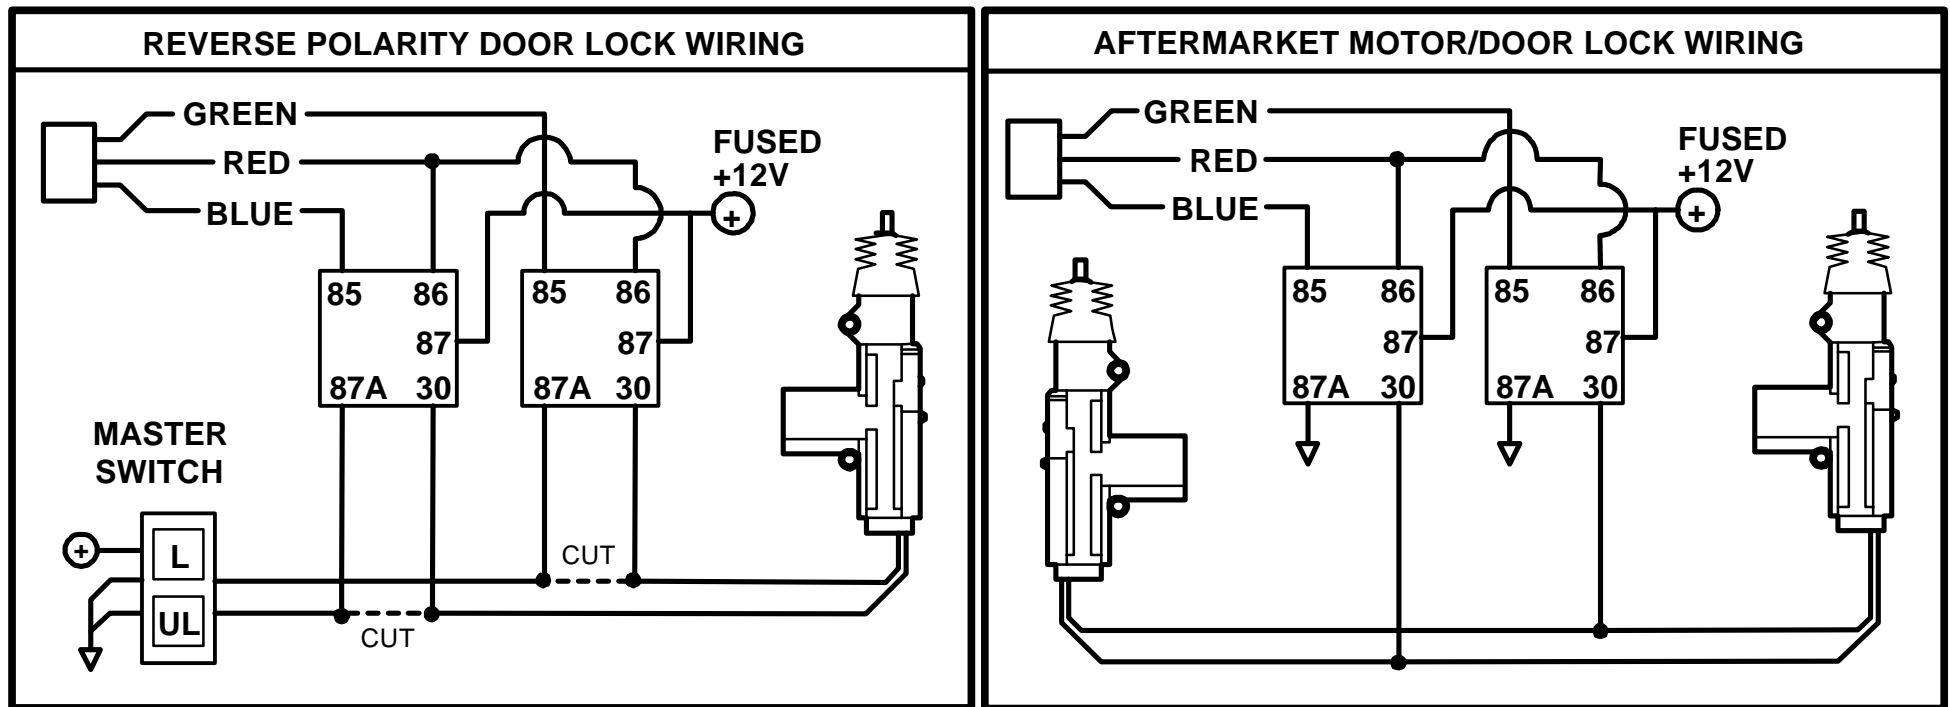 REVERSE POLARITY DOOR LOCK WIRING
GREEN
RED
BLUE
FUSED
+12V
+
85 86
87
87A 30
85 86
87
87A 30
MASTER
SWITCH
+
L
UL
CUT
CUT
AFTERMARKET MOTOR/DOOR LOCK WIRING
GREEN
RED
BLUE
FUSED
+12V
+
85 86
87
87A 30
85 86
87
87A 30